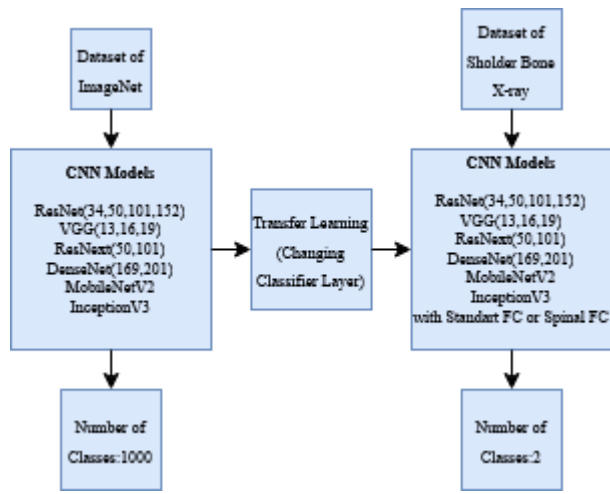 Dataset of
ImageNet
CNN Models
ResNet(34,50,101,152)
VGG(13,16,19)
ResNext(50,101)
DenseNet(169,201)
MobileNetV2
InceptionV3
Number of
Classes:1000
Transfer Learning
(Changing
Classifier Layer)
Dataset of
Sholder Bone
X-ray
CNN Models
ResNet(34,50,101,152)
VGG(13,16,19)
ResNext(50,101)
DenseNet(169,201)
MobileNetV2
InceptionV3
with Standart FC or Spinal FC
Number of
Classes:2